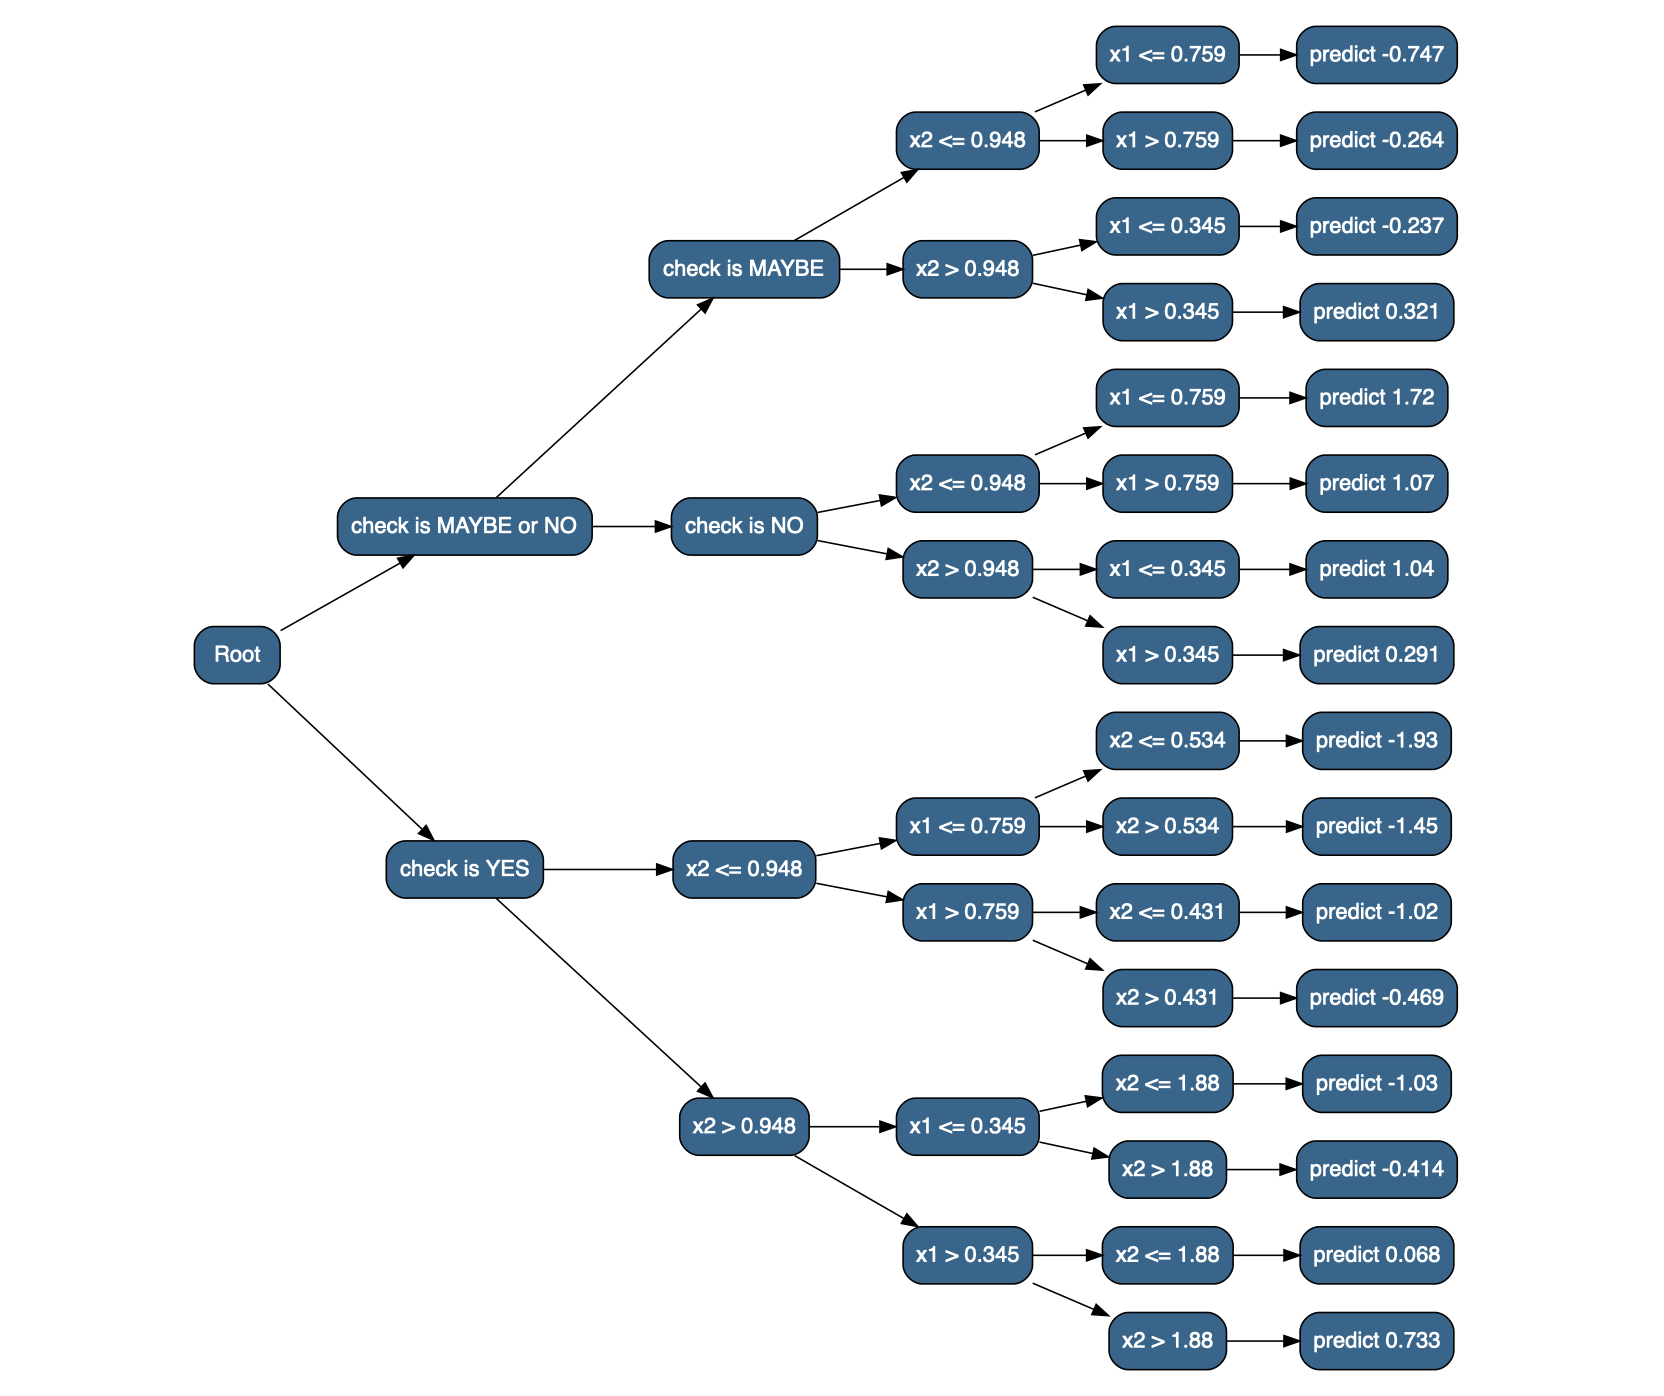 x1 <= 0.759
predict -0.747
x2 <= 0.948
x1 > 0.759
predict -0.264
x1 <= 0.345
predict -0.237
check is MAYBE
x2 > 0.948
x1 > 0.345
predict 0.321
x1 <= 0.759
predict 1.72
x2 <= 0.948
x1 > 0.759
predict 1.07
check is MAYBE or NO
check is NO
x2 > 0.948
x1 <= 0.345
predict 1.04
Root
x1 > 0.345
predict 0.291
x2 <= 0.534
predict -1.93
x1 <= 0.759
x2 > 0.534
predict -1.45
check is YES
x2 <= 0.948
x1 > 0.759
x2 <= 0.431
predict -1.02
x2 > 0.431
predict -0.469
x2 <= 1.88
predict -1.03
x2 > 0.948
x1 <= 0.345
x2 > 1.88
predict -0.414
x1 > 0.345
x2 <= 1.88
predict 0.068
x2 > 1.88
predict 0.733